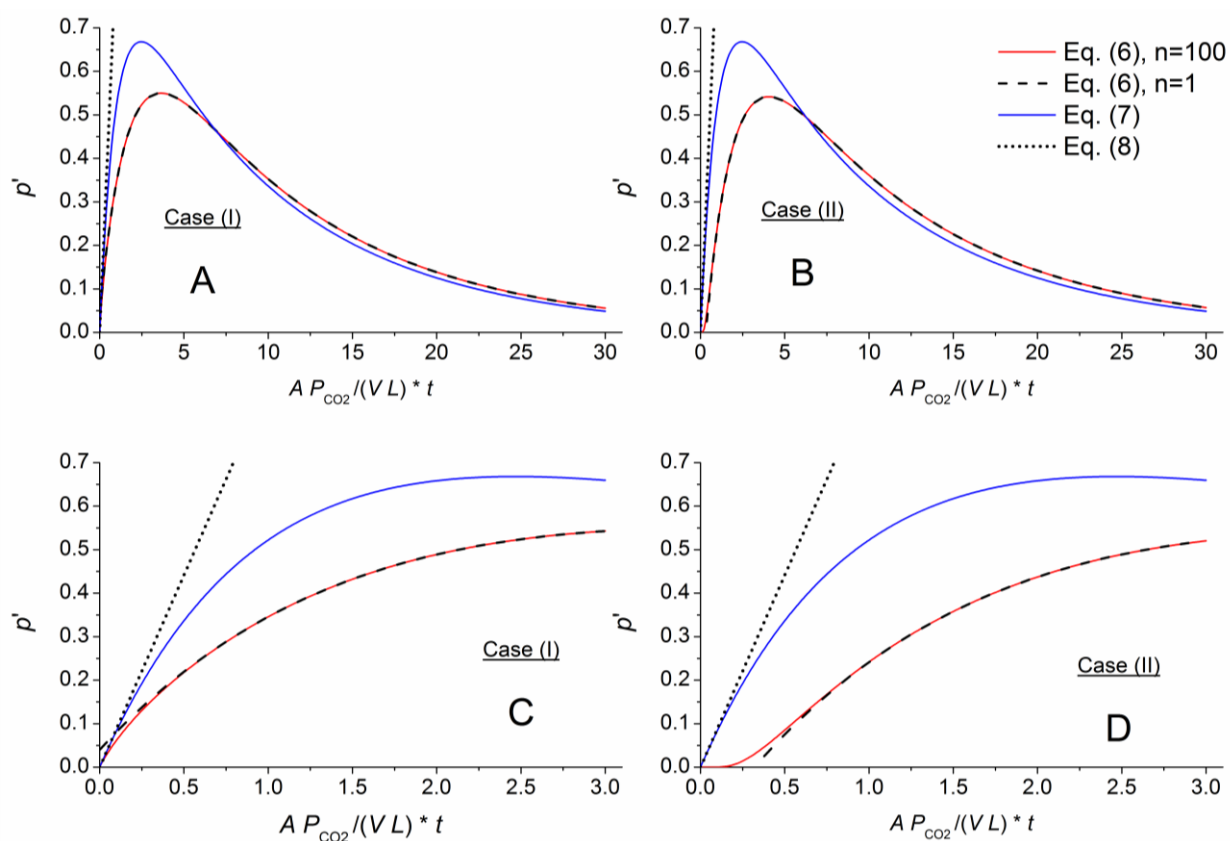 0.7
0.6
0.5
0.4
0.3
0.2
0.1
0.0
p'
Case (I)
A
0 5 10 15 20 25 30
A P_CO2 /(V L) * t
0.7
0.6
0.5
0.4
0.3
0.2
0.1
0.0
p'
Case (II)
B
0 5 10 15 20 25 30
A P_CO2 /(V L) * t
Eq. (6), n=100
Eq. (6), n=1
Eq. (7)
Eq. (8)
0.7
0.6
0.5
0.4
0.3
0.2
0.1
0.0
p'
Case (I)
C
0.0 0.5 1.0 1.5 2.0 2.5 3.0
A P_CO2 /(V L) * t
0.7
0.6
0.5
0.4
0.3
0.2
0.1
0.0
p'
Case (II)
D
0.0 0.5 1.0 1.5 2.0 2.5 3.0
A P_CO2 /(V L) * t